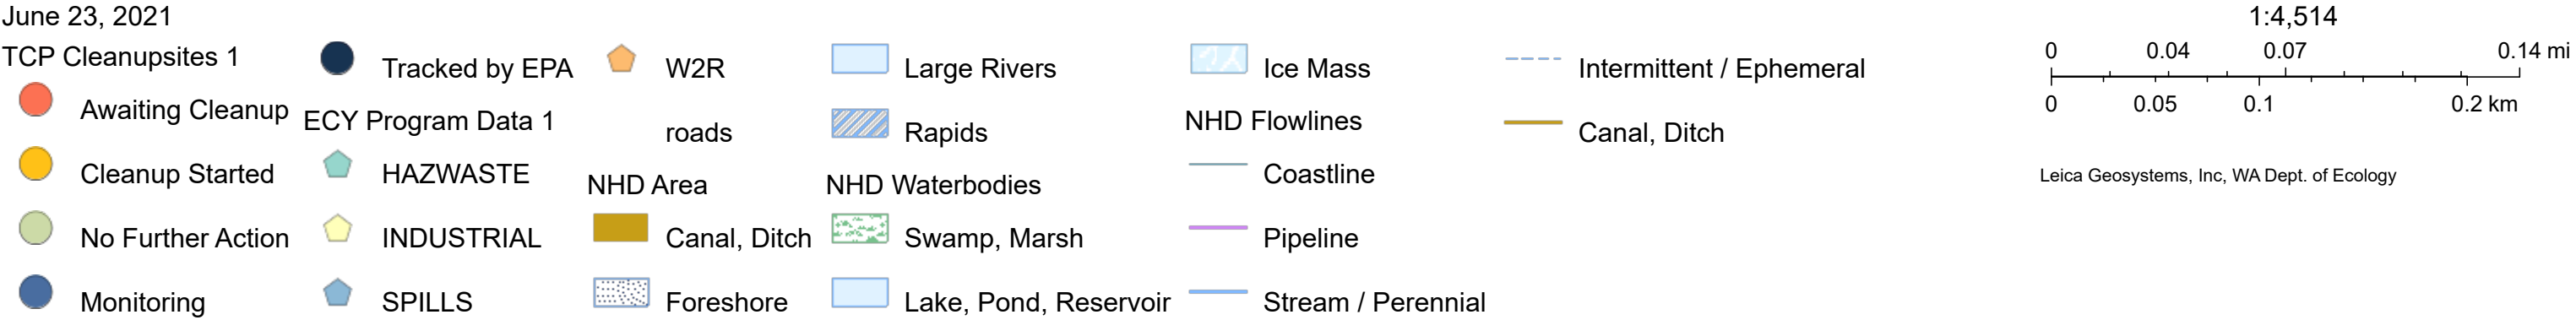 June 23, 2021
TCP Cleanupsites 1
Awaiting Cleanup
Cleanup Started
No Further Action
Monitoring
Tracked by EPA
ECY Program Data 1
HAZWASTE
INDUSTRIAL
SPILLS
W2R
roads
NHD Area
Canal, Ditch
Foreshore
Large Rivers
Rapids
NHD Waterbodies
Swamp, Marsh
Lake, Pond, Reservoir
Ice Mass
NHD Flowlines
Coastline
Pipeline
Stream / Perennial
Intermittent / Ephemeral
Canal, Ditch
1:4,514
0 0.04 0.07 0.14 mi
0 0.05 0.1 0.2 km
Leica Geosystems, Inc, WA Dept. of Ecology